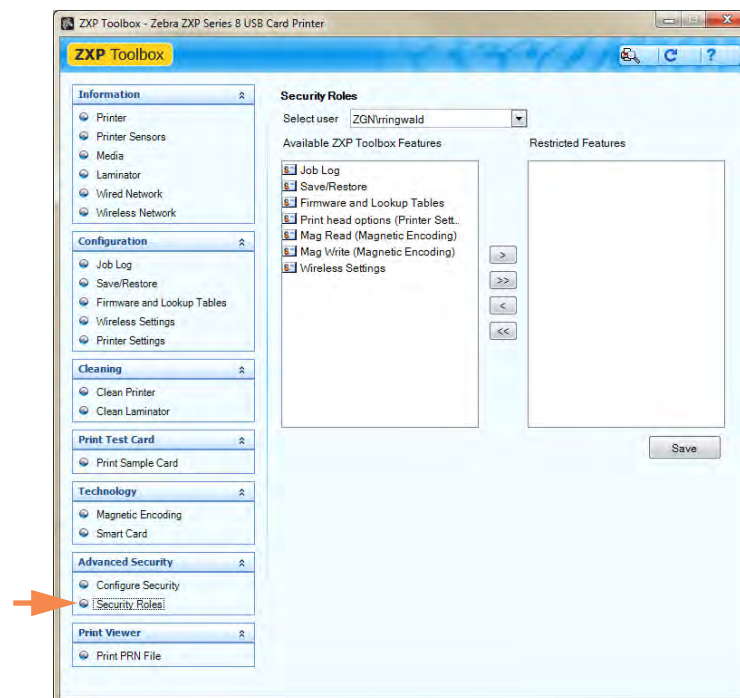 ZXP Toolbox - Zebra ZXP Series 8 USB Card Printer
ZXP Toolbox
?
Information
Printer
Printer Sensors
Media
Laminator
Wired Network
Wireless Network
Configuration
Job Log
Save/Restore
Firmware and Lookup Tables
Wireless Settings
Printer Settings
Cleaning
Clean Printer
Clean Laminator
Print Test Card
Print Sample Card
Technology
Magnetic Encoding
Smart Card
Advanced Security
Configure Security
Security Roles
Print Viewer
Print PRN File
Security Roles
Select user ZGN\rringwald
Available ZXP Toolbox Features
Job Log
Save/Restore
Firmware and Lookup Tables
Print head options (Printer Sett..
Mag Read (Magnetic Encoding)
Mag Write (Magnetic Encoding)
Wireless Settings
>
>>
<
<<
Restricted Features
Save